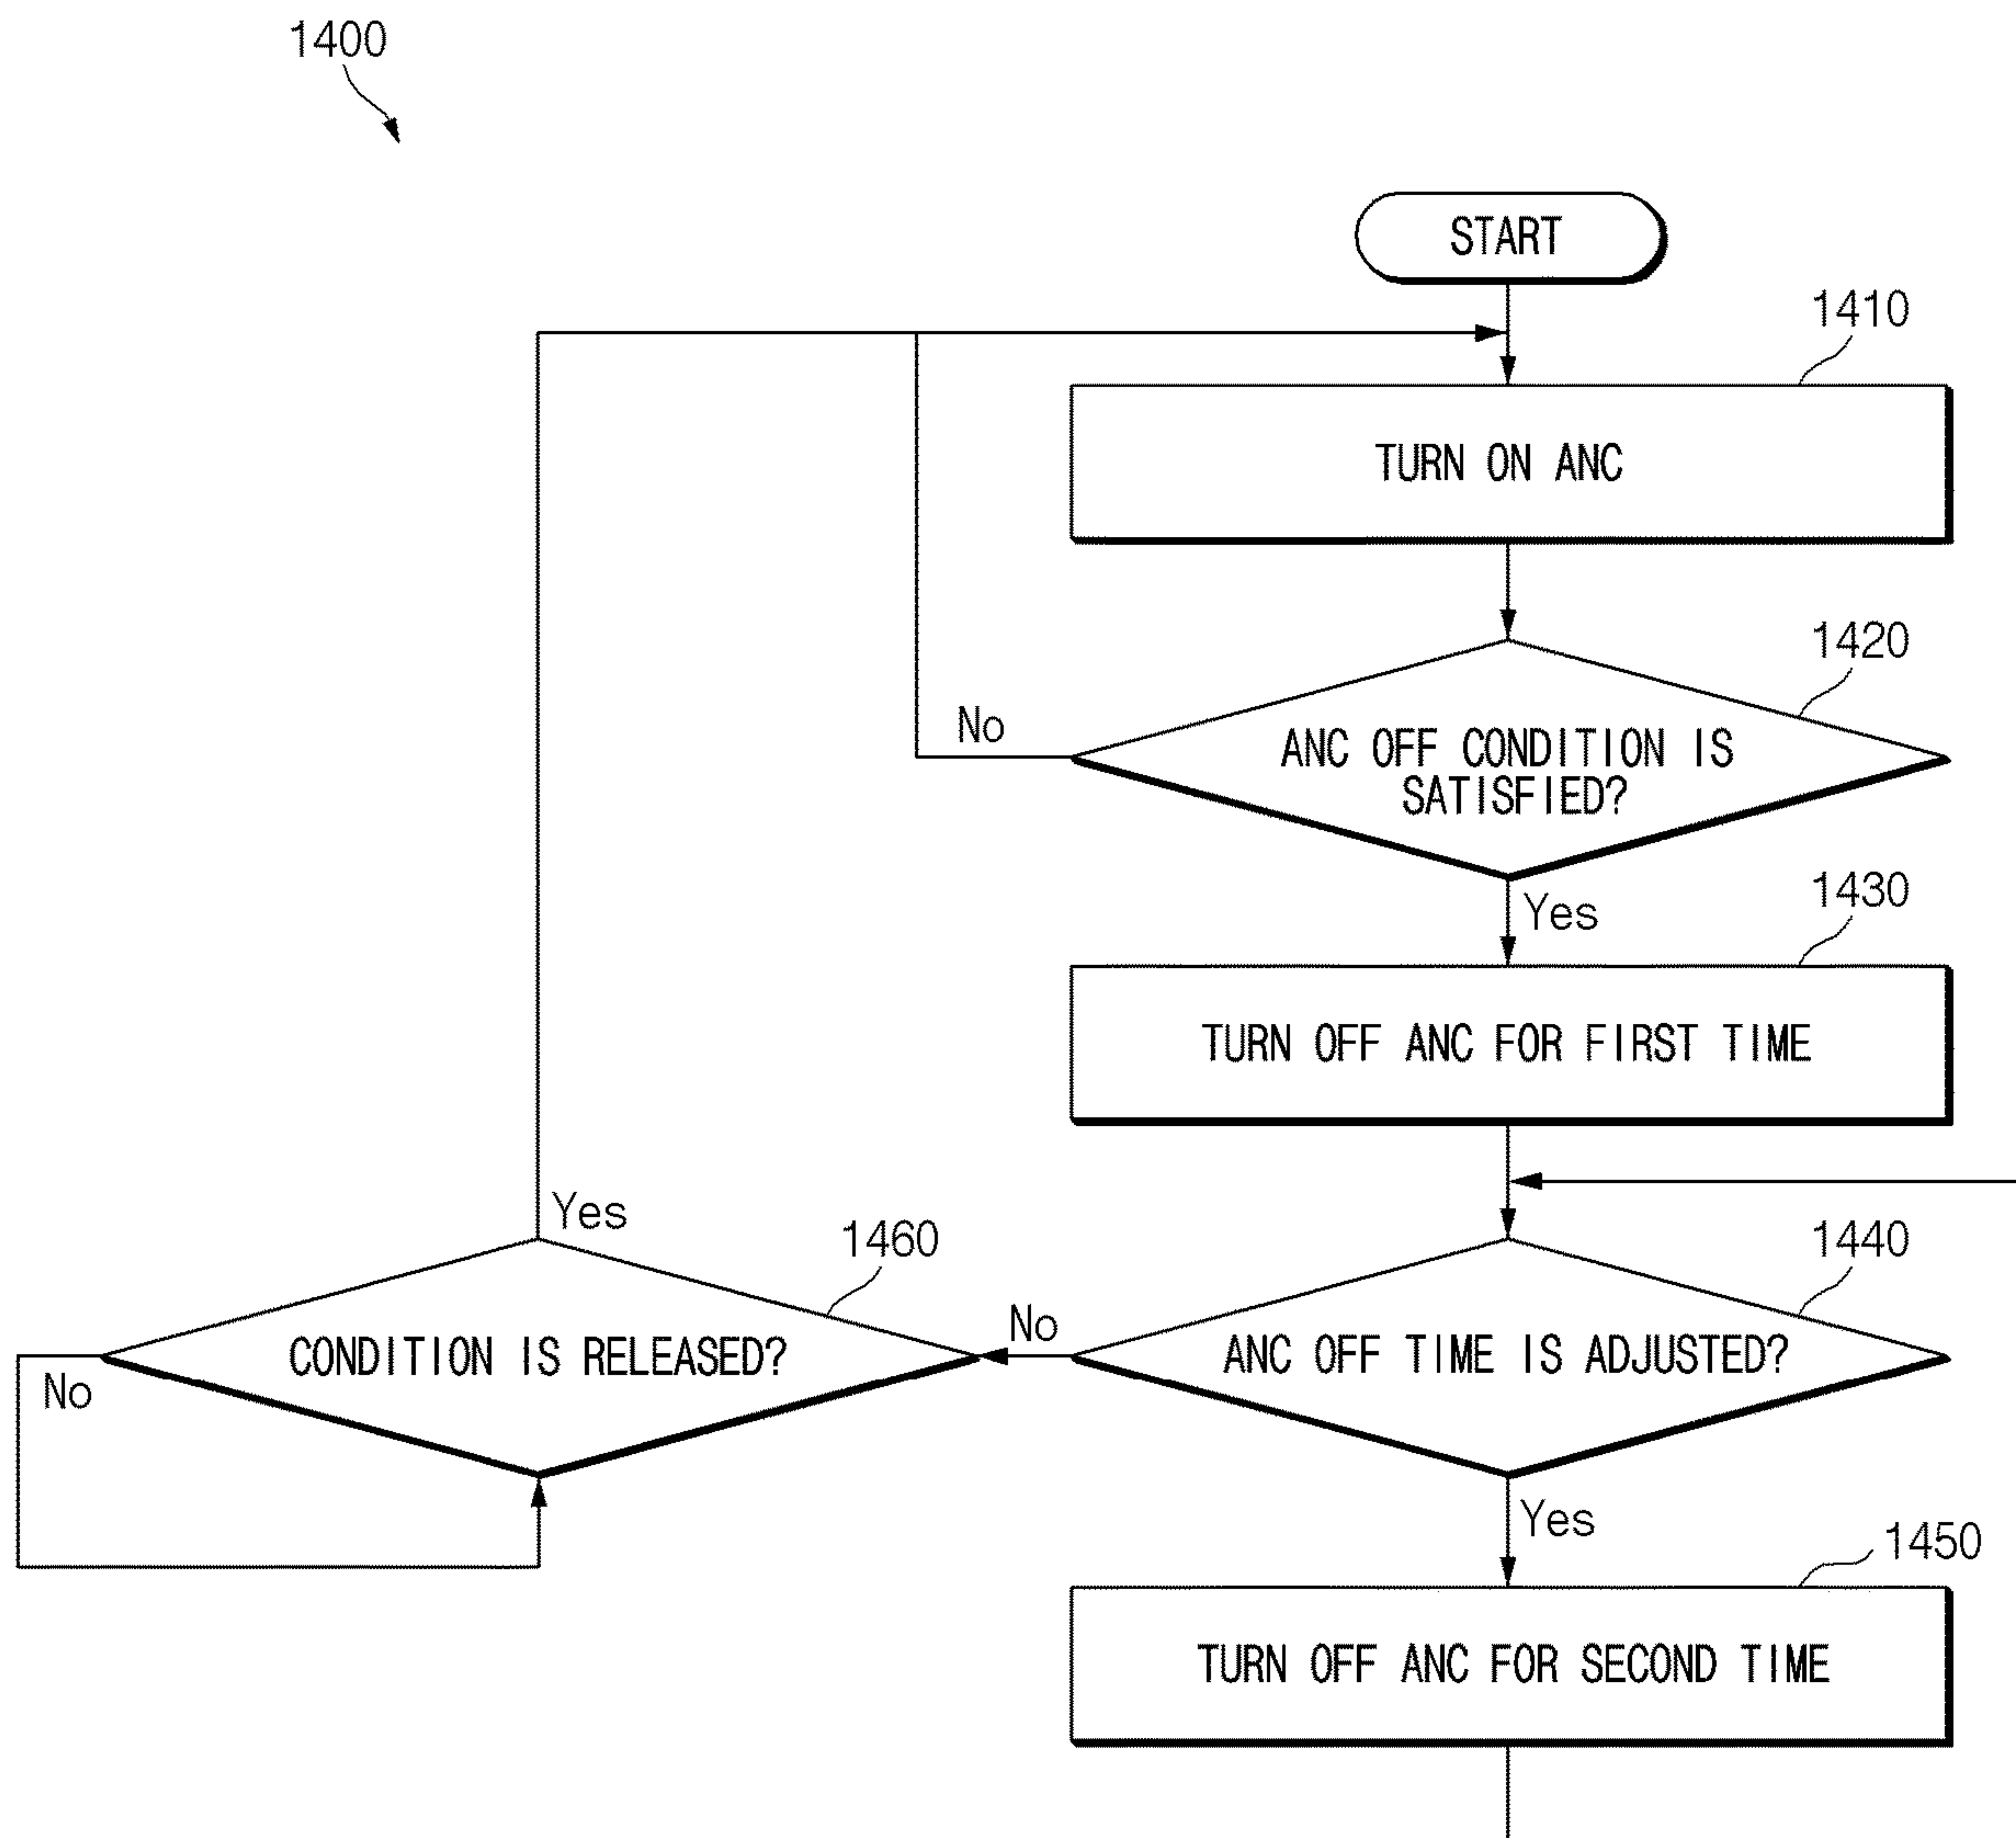 1400
START
1410
TURN ON ANC
1420
No
ANC OFF CONDITION IS
SATISFIED?
Yes
1430
TURN OFF ANC FOR FIRST TIME
Yes
1460
1440
No
CONDITION IS RELEASED?
ANC OFF TIME IS ADJUSTED?
No
Yes
1450
TURN OFF ANC FOR SECOND TIME